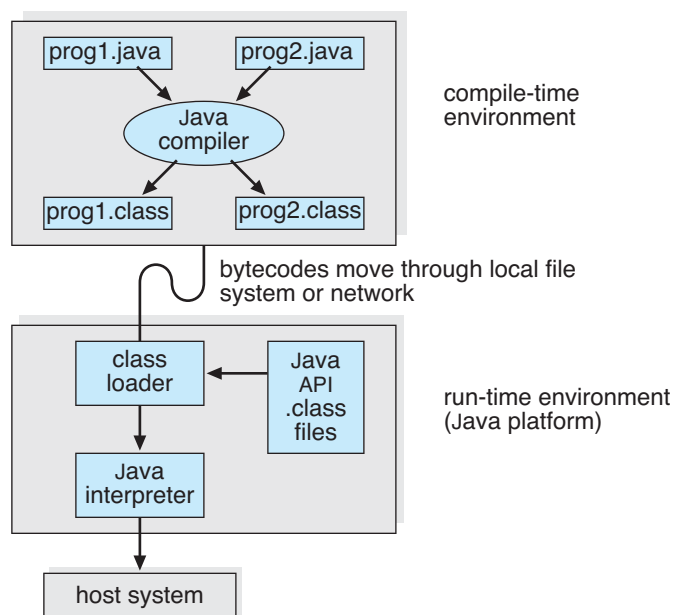 prog1.java
prog2.java
Java
compiler
prog1.class
prog2.class
compile-time
environment
bytecodes move through local file
system or network
class
loader
Java
API
.class
files
run-time environment
(Java platform)
Java
interpreter
host system